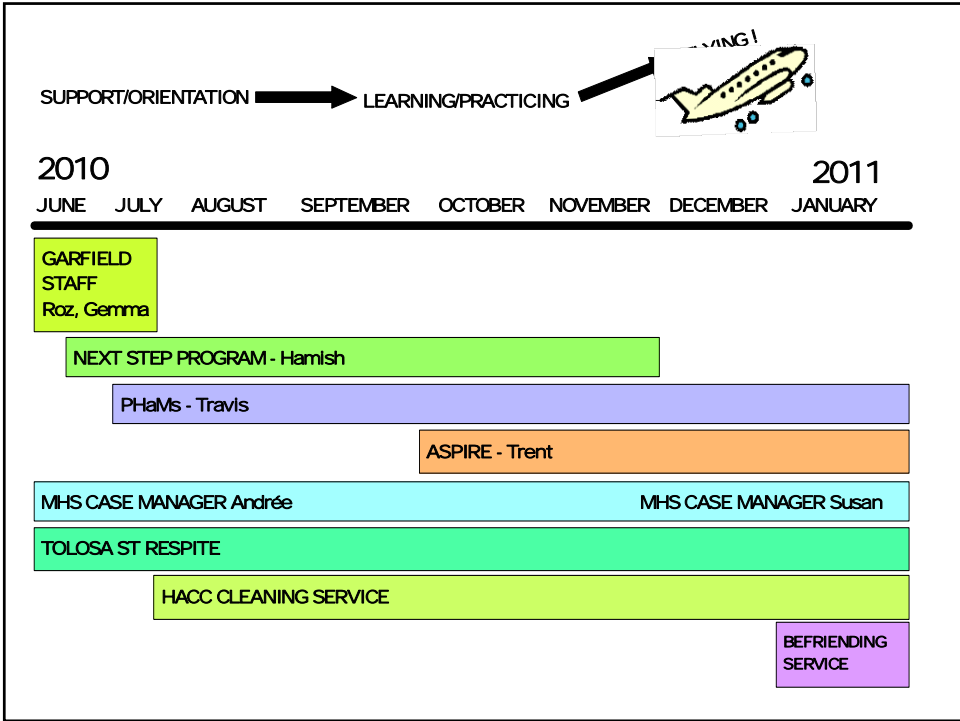 SUPPORT/ORIENTATION
LEARNING/PRACTICING
2010
2011
JUNE JULY AUGUST SEPTEMBER OCTOBER NOVEMBER DECEMBER JANUARY
GARFIELD
STAFF
Roz, Gemma
NEXT STEP PROGRAM - Hamish
PHaMs - Travis
ASPIRE - Trent
MHS CASE MANAGER Andrée MHS CASE MANAGER Susan
TOLOSA ST RESPITE
HACC CLEANING SERVICE
BEFRIENDING
SERVICE